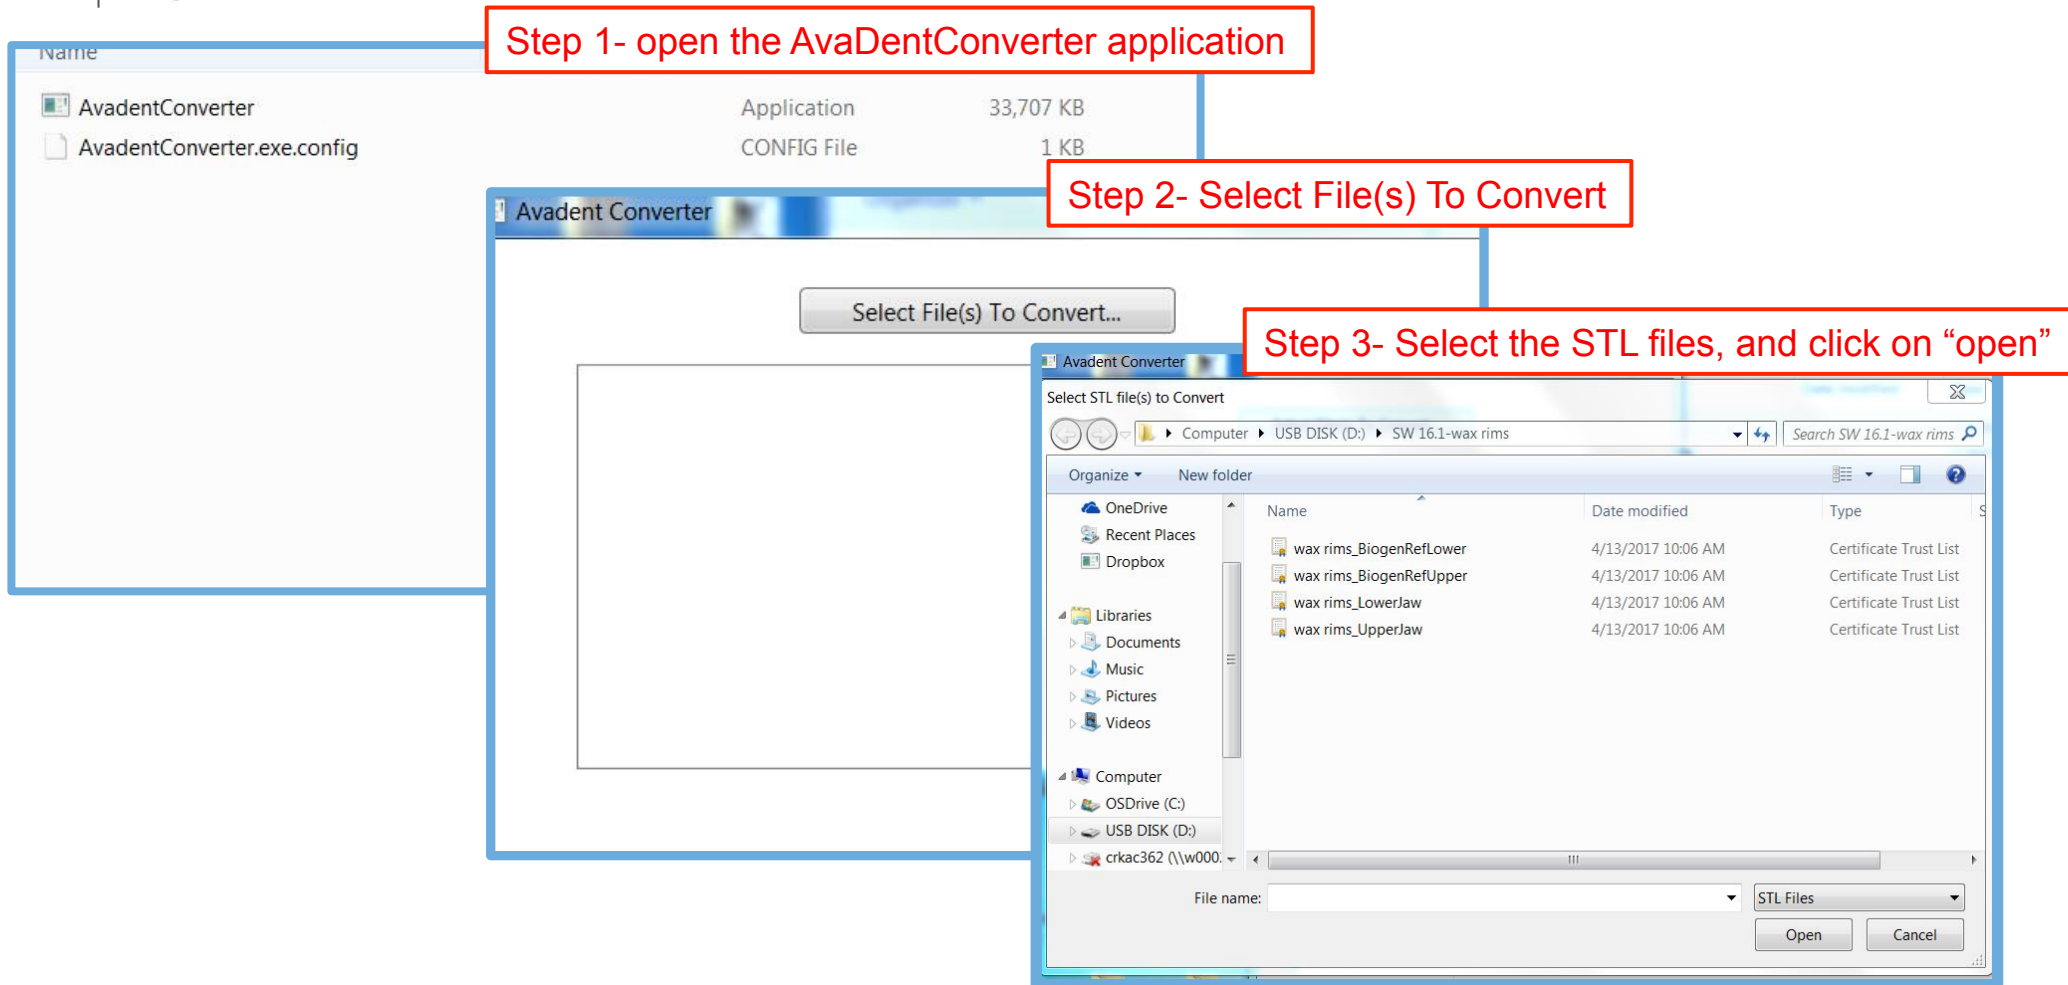 Step 1- open the AvaDentConverter application
Name
AvadentConverter Application 33,707 KB
AvadentConverter.exe.config CONFIG File 1 KB
Step 2- Select File(s) To Convert
Avadent Converter
Select File(s) To Convert...
Step 3- Select the STL files, and click on “open”
Avadent Converter
Select STL file(s) to Convert
Computer USB DISK (D:) SW 16.1-wax rims Search SW 16.1-wax rims
Organize New folder
OneDrive
Recent Places
Dropbox
Libraries
Documents
Music
Pictures
Videos
Computer
OSDrive (C:)
USB DISK (D:)
crkac362 (\\w000
Name Date modified Type S
wax rims_BiogenRefLower 4/13/2017 10:06 AM Certificate Trust List
wax rims_BiogenRefUpper 4/13/2017 10:06 AM Certificate Trust List
wax rims_LowerJaw 4/13/2017 10:06 AM Certificate Trust List
wax rims_UpperJaw 4/13/2017 10:06 AM Certificate Trust List
File name: STL Files
Open Cancel